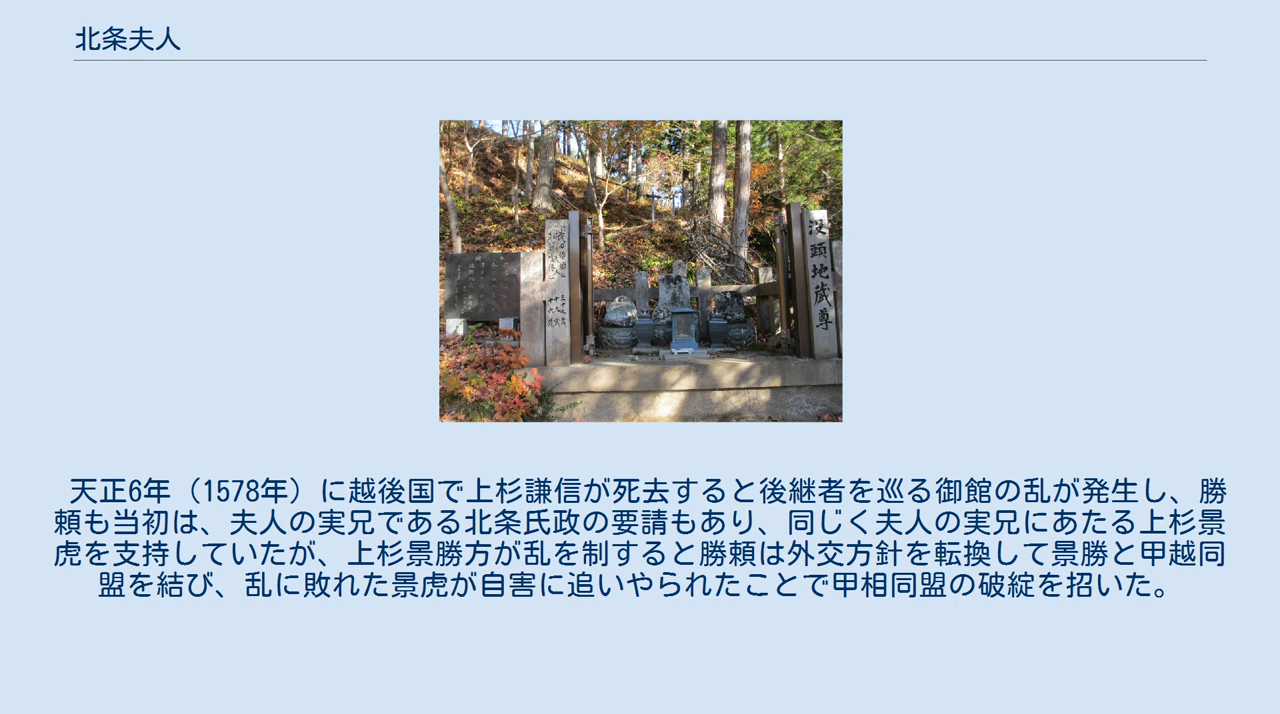 北条夫人
没頭地蔵尊
天正6年（1578年）に越後国で上杉謙信が死去すると後継者を巡る御館の乱が発生し、勝
頼も当初は、夫人の実兄である北条氏政の要請もあり、同じく夫人の実兄にあたる上杉景
虎を支持していたが、上杉景勝方が乱を制すると勝頼は外交方針を転換して景勝と甲越同
盟を結び、乱に敗れた景虎が自害に追いやられたことで甲相同盟の破綻を招いた。